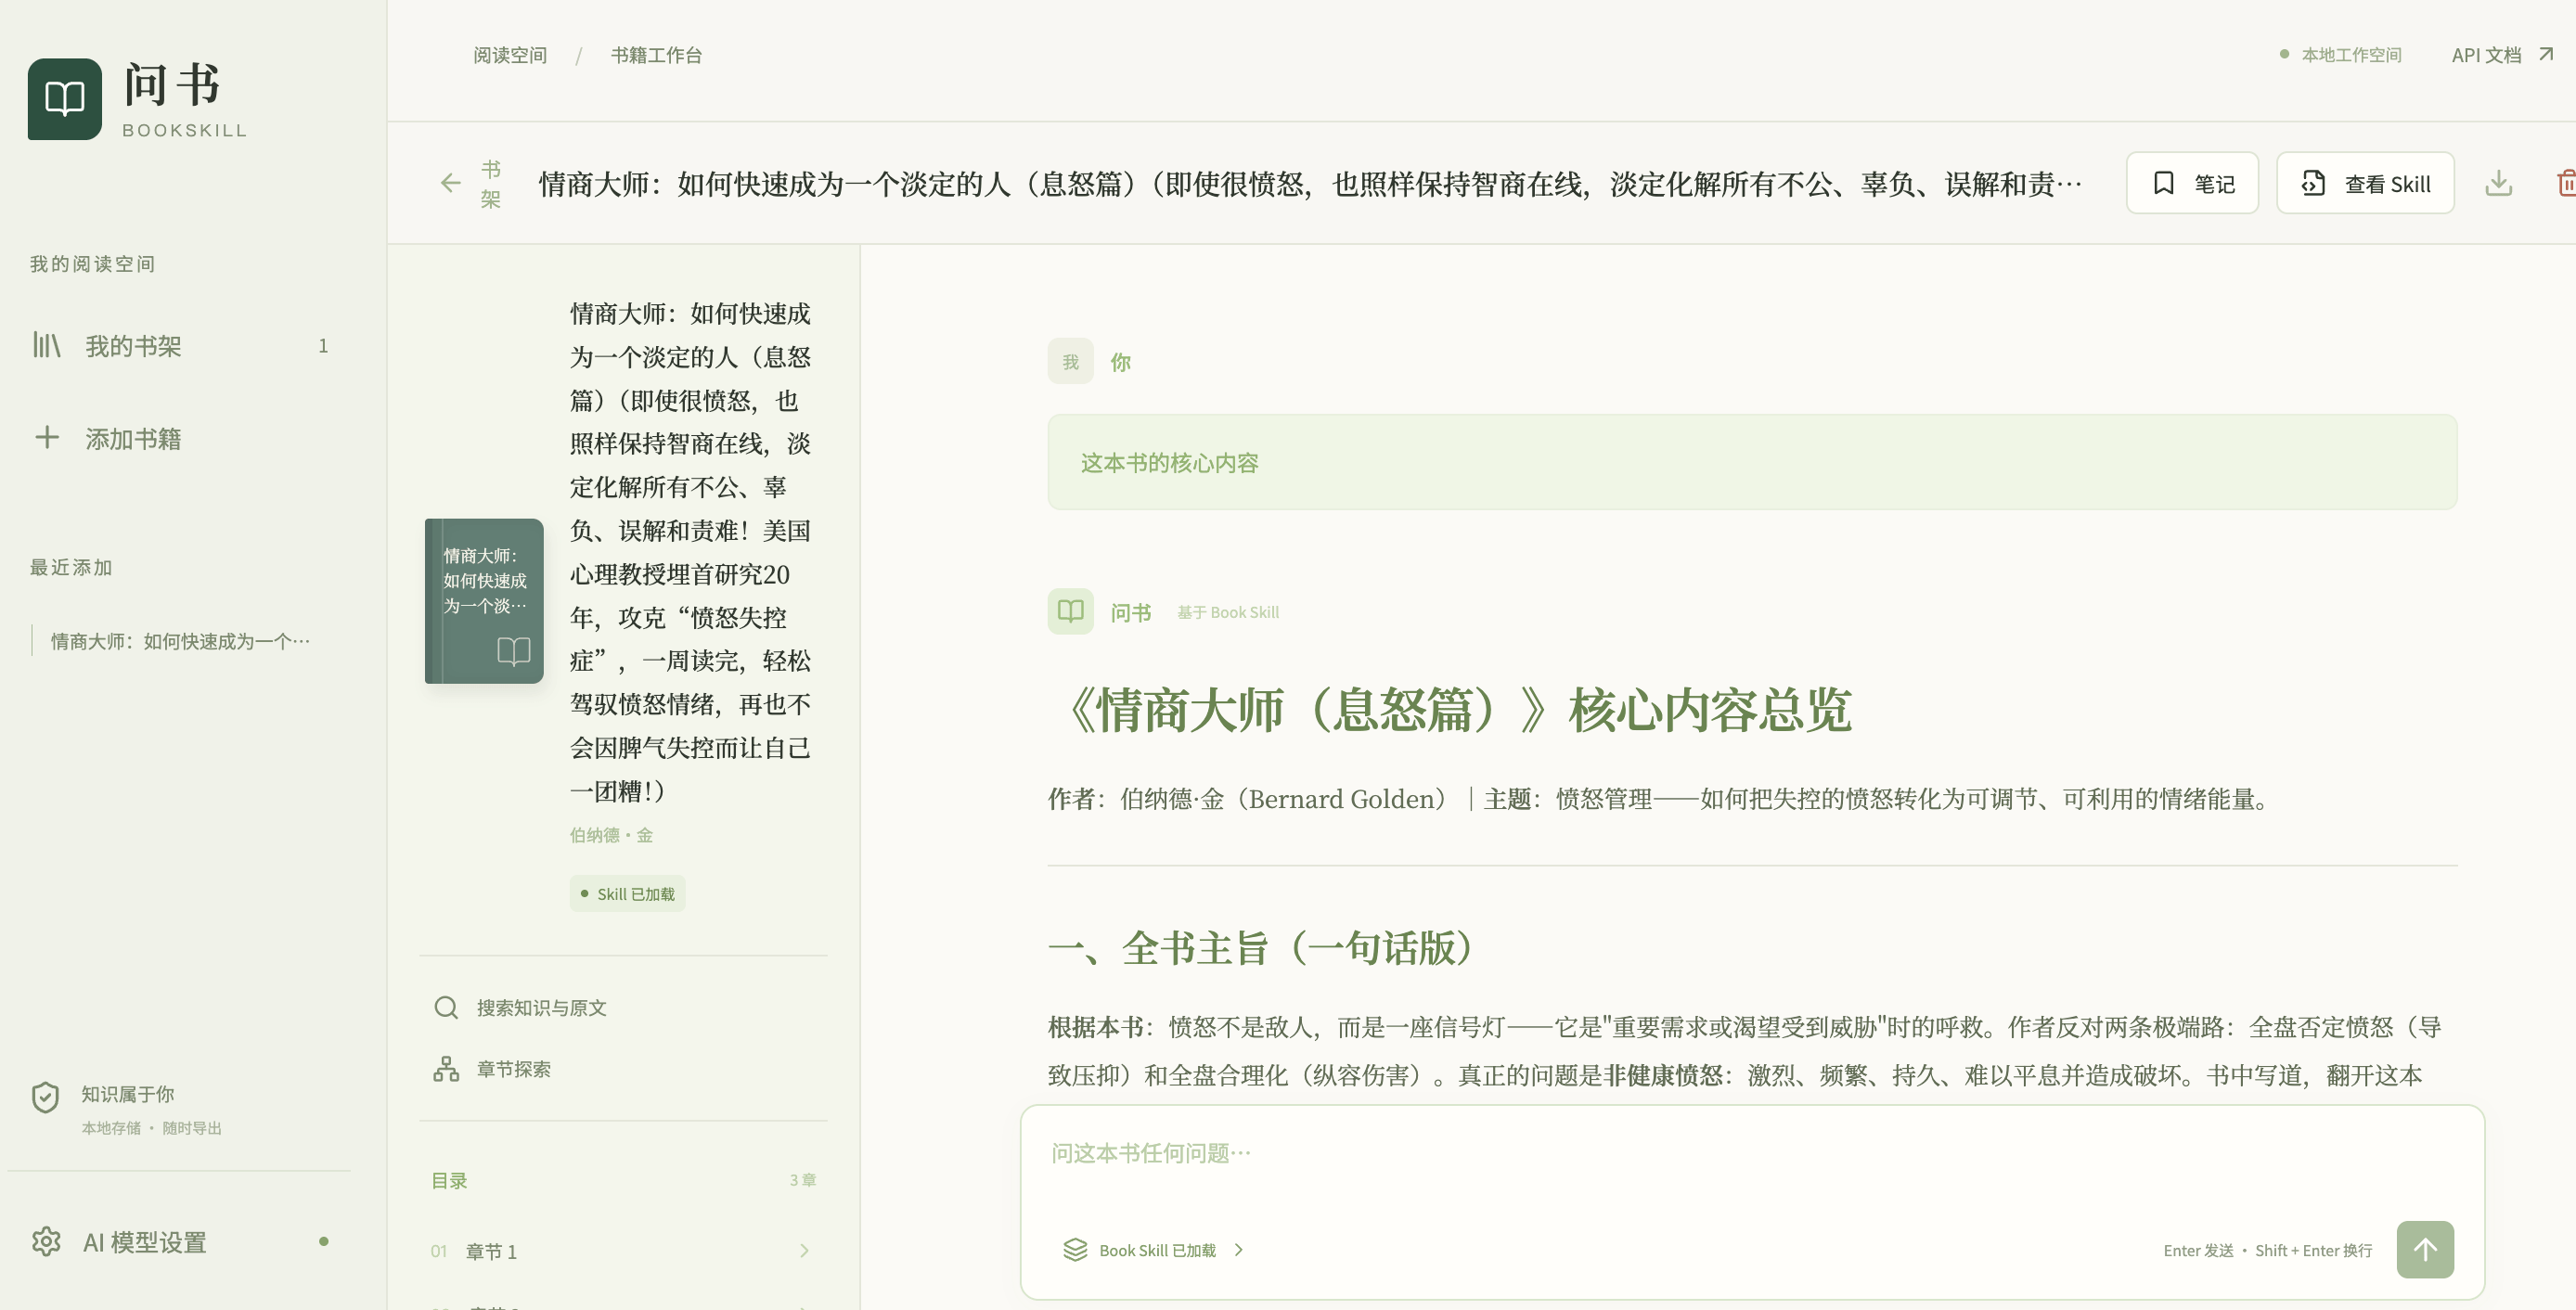 问书
BOOKSKILL
我的阅读空间
我的书架 1
添加书籍
最近添加
情商大师：如何快速成为一个…
知识属于你
本地存储 · 随时导出
AI 模型设置
阅读空间 / 书籍工作台
本地工作空间
API 文档
书架
情商大师：如何快速成为一个淡定的人（息怒篇）（即使很愤怒，也照样保持智商在线，淡定化解所有不公、辜负、误解和责…
笔记
查看 Skill
情商大师：
如何快速成
为一个淡…
情商大师：如何快速成
为一个淡定的人（息怒
篇）（即使很愤怒，也
照样保持智商在线，淡
定化解所有不公、辜
负、误解和责难！美国
心理教授埋首研究20
年，攻克“愤怒失控
症”，一周读完，轻松
驾驭愤怒情绪，再也不
会因脾气失控而让自己
一团糟!）
伯纳德·金
Skill 已加载
搜索知识与原文
章节探索
目录 3 章
01 章节 1
我 你
这本书的核心内容
问书 基于 Book Skill
《情商大师（息怒篇）》核心内容总览
作者：伯纳德·金（Bernard Golden）｜主题：愤怒管理——如何把失控的愤怒转化为可调节、可利用的情绪能量。
一、全书主旨（一句话版）
根据本书：愤怒不是敌人，而是一座信号灯——它是"重要需求或渴望受到威胁"时的呼救。作者反对两条极端路：全盘否定愤怒（导
致压抑）和全盘合理化（纵容伤害）。真正的问题是非健康愤怒：激烈、频繁、持久、难以平息并造成破坏。书中写道，翻开这本
问这本书任何问题…
Book Skill 已加载
Enter 发送 · Shift + Enter 换行